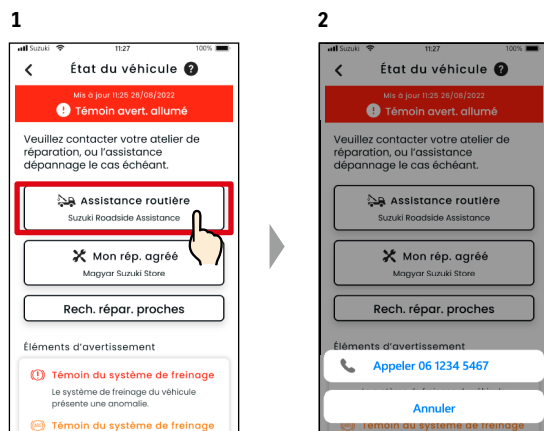 1
Suzuki 11:27 100%
État du véhicule ?
Mis à jour 11:25 26/08/2022
! Témoin avert. allumé
Veuillez contacter votre atelier de
réparation, ou l'assistance
dépannage le cas échéant.
Assistance routière
Suzuki Roadside Assistance
Mon rép. agréé
Magyar Suzuki Store
Rech. répar. proches
Éléments d'avertissement
Témoin du système de freinage
Le système de freinage du véhicule
présente une anomalie.
Témoin du système de freinage
2
Suzuki 11:27 100%
État du véhicule ?
Mis à jour 11:25 26/08/2022
! Témoin avert. allumé
Veuillez contacter votre atelier de
réparation, ou l'assistance
dépannage le cas échéant.
Assistance routière
Suzuki Roadside Assistance
Mon rép. agréé
Magyar Suzuki Store
Rech. répar. proches
Éléments d'avertissement
Appeler 06 1234 5467
Annuler
Témoin du système de freinage